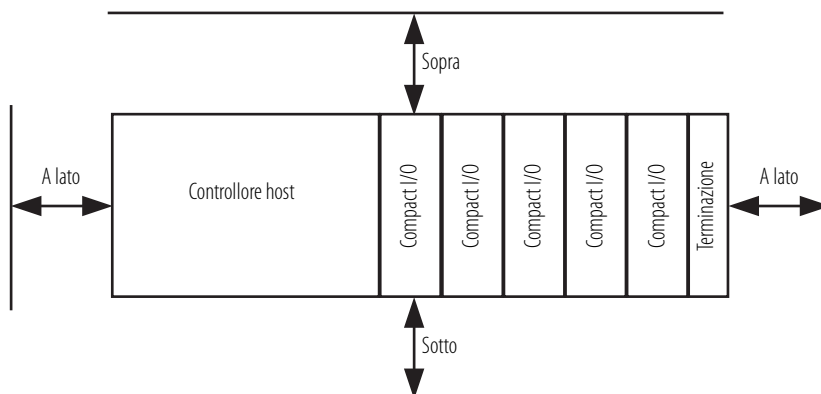 Sopra
A lato
Controllore host
Compact I/O
Compact I/O
Compact I/O
Compact I/O
Compact I/O
Terminazione
A lato
Sotto